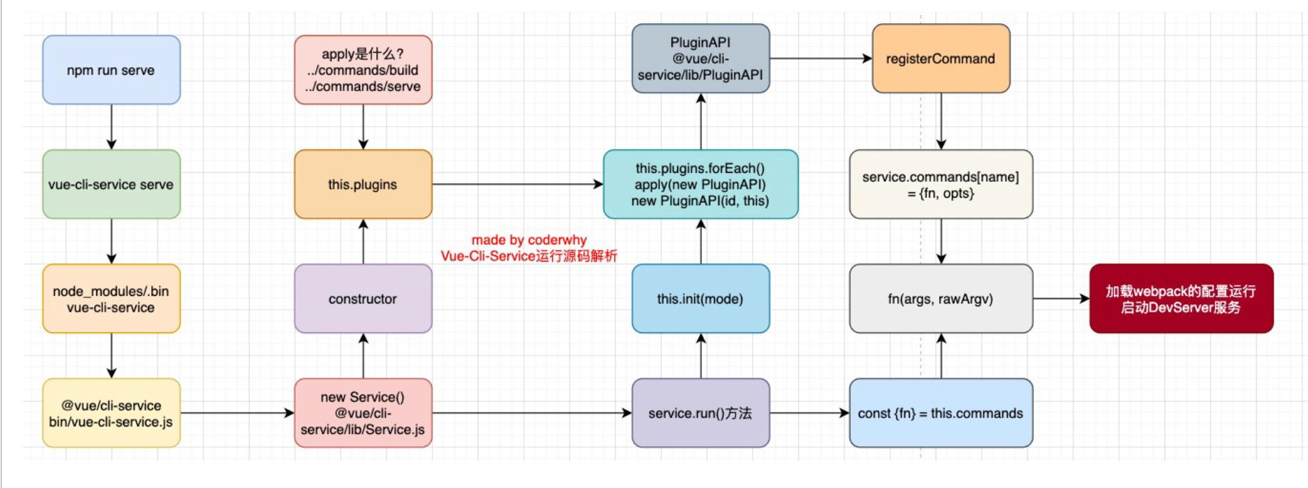 npm run serve
vue-cli-service serve
node_modules/.bin
vue-cli-service
@vue/cli-service
bin/vue-cli-service.js
apply是什么?
../commands/build
../commands/serve
this.plugins
constructor
new Service()
@vue/cli-
service/lib/Service.js
made by coderwhy
Vue-Cli-Service运行源码解析
PluginAPI
@vue/cli-
service/lib/PluginAPI
this.plugins.forEach()
apply(new PluginAPI)
new PluginAPI(id, this)
this.init(mode)
service.run()方法
registerCommand
service.commands[name]
= {fn, opts}
fn(args, rawArgv)
const {fn} = this.commands
加载webpack的配置运行
启动DevServer服务